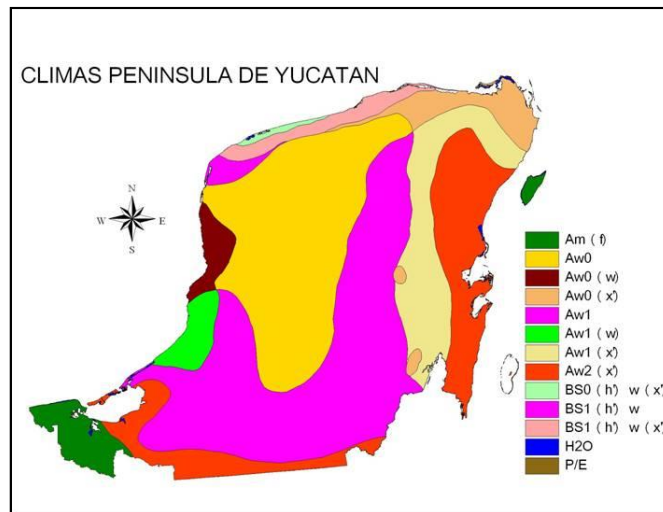 CLIMAS PENINSULA DE YUCATAN
N
W E
S
Am ( f)
Aw0
Aw0 ( w)
Aw0 ( x')
Aw1
Aw1 ( w)
Aw1 ( x')
Aw2 ( x')
BS0 ( h') w ( x')
BS1 ( h') w
BS1 ( h') w ( x')
H2O
P/E